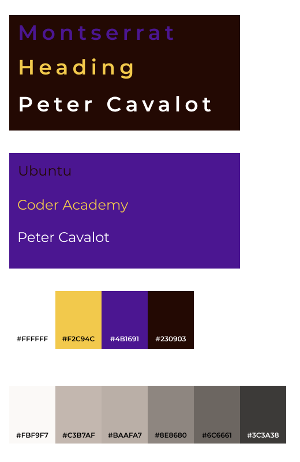 Montserrat
Heading
Peter Cavalot
Ubuntu
Coder Academy
Peter Cavalot
#FFFFFF #F2C94C #4B1691 #230903
#FBF9F7 #C3B7AF #BAAFA7 #8E8680 #6C6661 #3C3A38